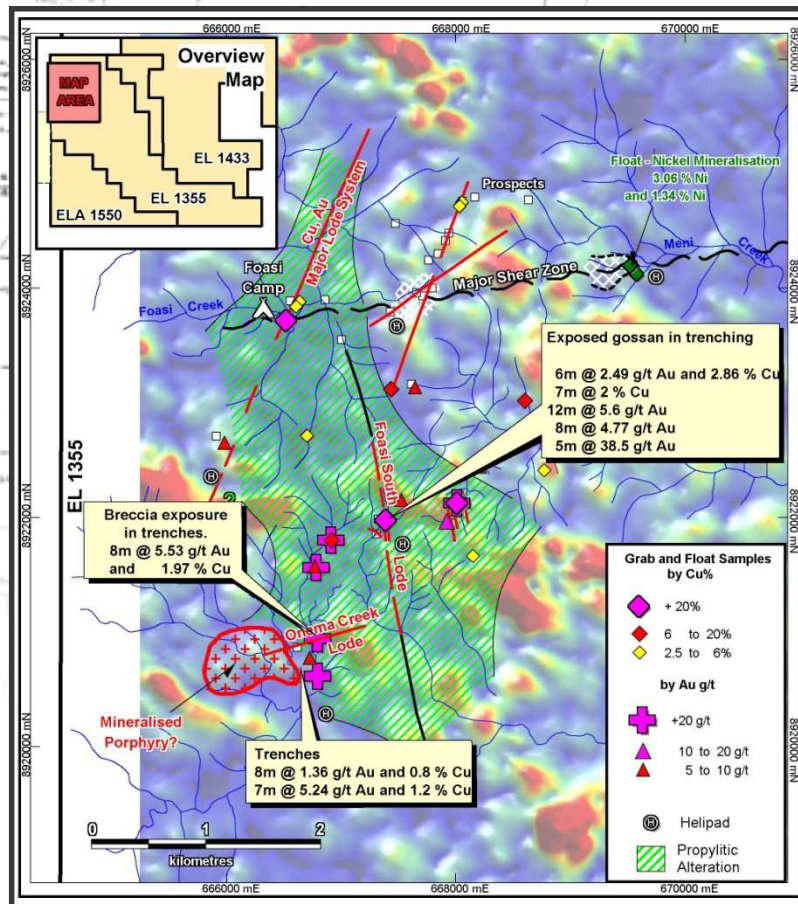 666000 mE
668000 mE
670000 mE
8926000 mN
8926000 mN
Overview
Map
MAP
AREA
EL 1433
EL 1355
ELA 1550
Cu, Au
Major Lode System
Prospects
Float - Nickel Mineralisation
3.06 % Ni
and 1.34 % Ni
Meni Creek
Major Shear Zone
Foasi
Camp
Foasi Creek
8924000 mN
8924000 mN
Exposed gossan in trenching
6m @ 2.49 g/t Au and 2.86 % Cu
7m @ 2 % Cu
12m @ 5.6 g/t Au
8m @ 4.77 g/t Au
5m @ 38.5 g/t Au
EL 1355
Foasi South Lode
?
8922000 mN
8922000 mN
Breccia exposure
in trenches.
8m @ 5.53 g/t Au
and 1.97 % Cu
Onoma Creek
Lode
Mineralised
Porphyry?
Trenches
8m @ 1.36 g/t Au and 0.8 % Cu
7m @ 5.24 g/t Au and 1.2 % Cu
8920000 mN
8920000 mN
0 1 2
kilometres
Grab and Float Samples
by Cu%
+ 20%
6 to 20%
2.5 to 6%
by Au g/t
+20 g/t
10 to 20 g/t
5 to 10 g/t
H Helipad
Propylitic
Alteration
H
H
H
H
H
666000 mE
668000 mE
670000 mE